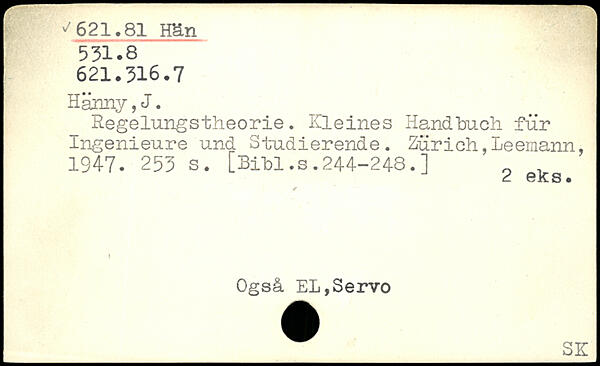 ✓ 621.81 Hän
531.8
621.316.7
Hänny,J.
Regelungstheorie. Kleines Handbuch für
Ingenieure und Studierende. Zürich,Leemann,
1947. 253 s. [Bibl.s.244-248.]
2 eks.
Også EL,Servo
SK